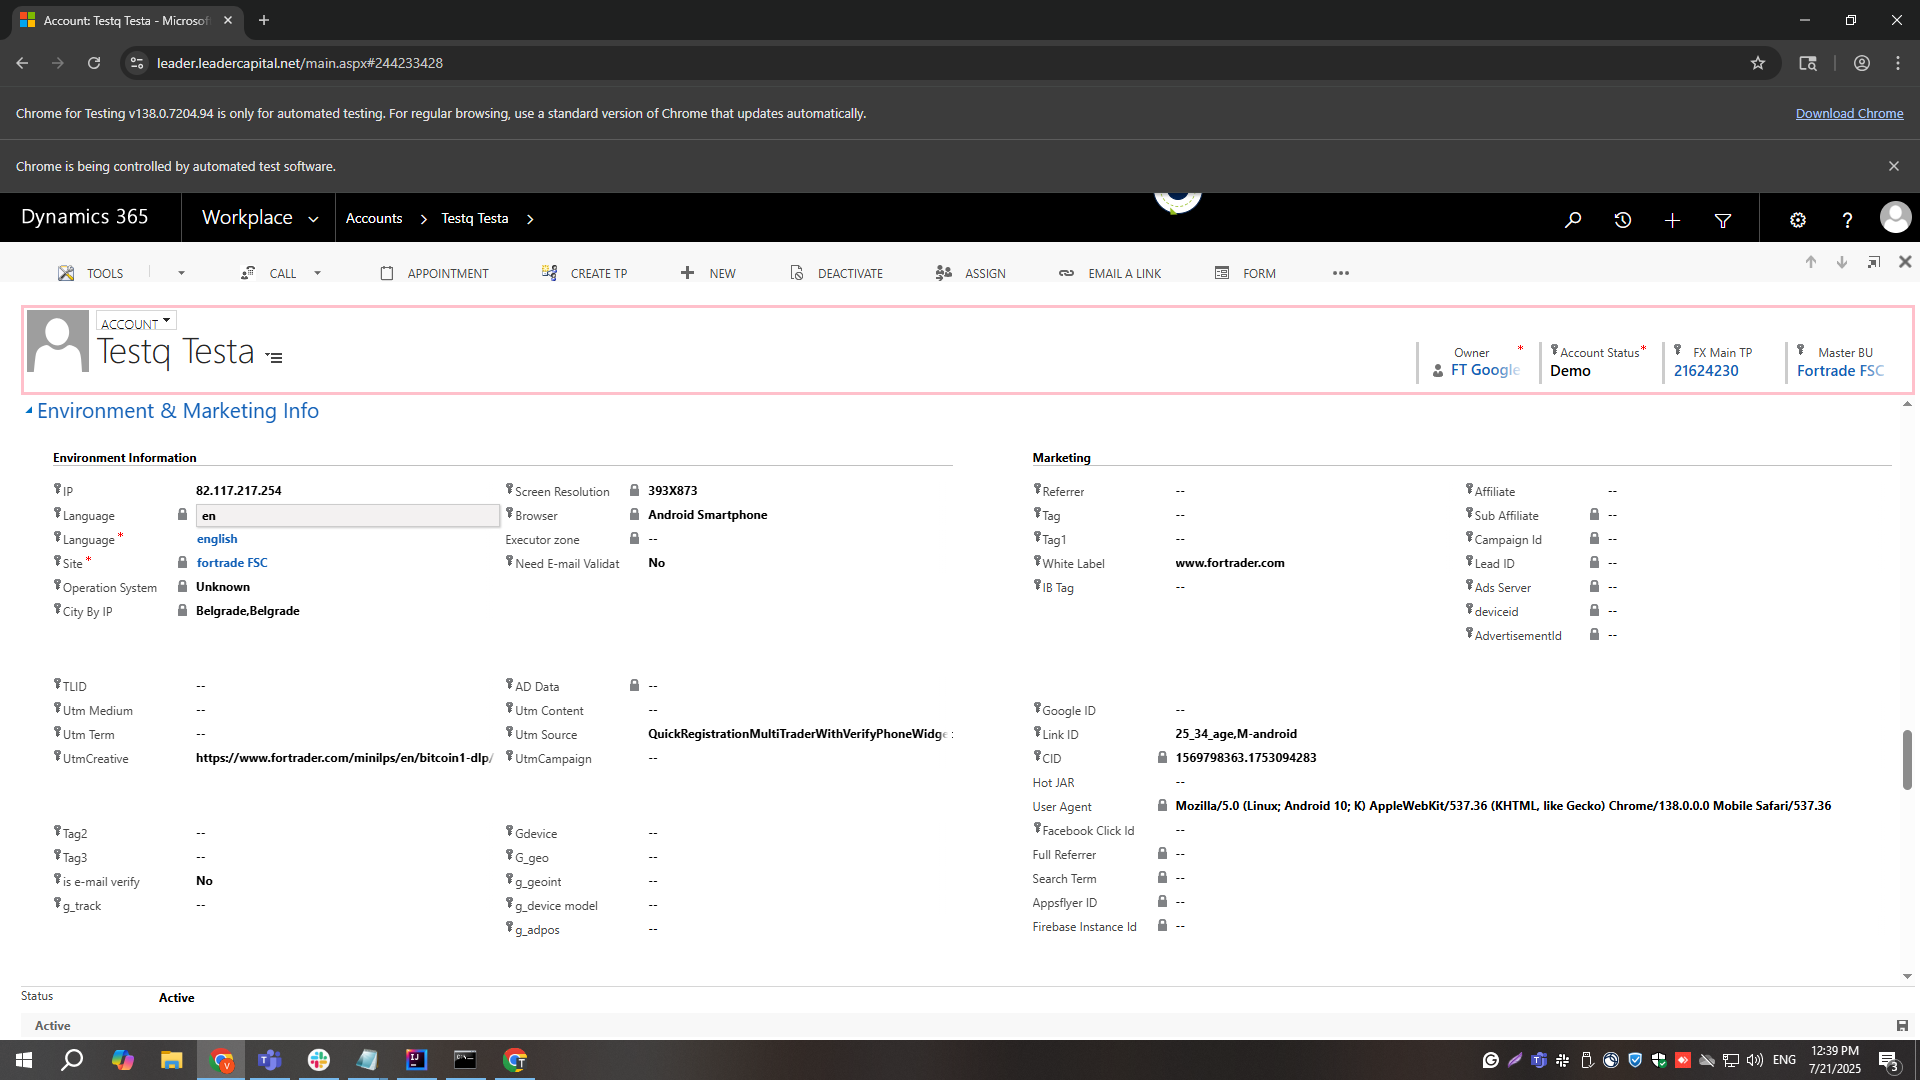 Account: Testq Testa - Microsof
leader.leadercapital.net/main.aspx#244233428
Chrome for Testing v138.0.7204.94 is only for automated testing. For regular browsing, use a standard version of Chrome that updates automatically.
Download Chrome
Chrome is being controlled by automated test software.
Dynamics 365
Workplace
Accounts
Testq Testa
TOOLS
CALL
APPOINTMENT
CREATE TP
NEW
DEACTIVATE
ASSIGN
EMAIL A LINK
FORM
ACCOUNT
Testq Testa
Owner *
FT Google
Account Status*
Demo
FX Main TP
21624230
Master BU
Fortrade FSC
Environment & Marketing Info
Environment Information
IP 82.117.217.254
Language en
Language * english
Site * fortrade FSC
Operation System Unknown
City By IP Belgrade,Belgrade
Screen Resolution 393X873
Browser Android Smartphone
Executor zone --
Need E-mail Validat No
TLID --
Utm Medium --
Utm Term --
UtmCreative https://www.fortrader.com/minilps/en/bitcoin1-dlp/
AD Data --
Utm Content --
Utm Source QuickRegistrationMultiTraderWithVerifyPhoneWidge
UtmCampaign --
Tag2 --
Tag3 --
is e-mail verify No
g_track --
Gdevice --
G_geo --
g_geoint --
g_device model --
g_adpos --
Marketing
Referrer --
Tag --
Tag1 --
White Label www.fortrader.com
IB Tag --
Affiliate --
Sub Affiliate --
Campaign Id --
Lead ID --
Ads Server --
deviceid --
AdvertisementId --
Google ID --
Link ID 25_34_age,M-android
CID 1569798363.1753094283
Hot JAR --
User Agent Mozilla/5.0 (Linux; Android 10; K) AppleWebKit/537.36 (KHTML, like Gecko) Chrome/138.0.0.0 Mobile Safari/537.36
Facebook Click Id --
Full Referrer --
Search Term --
Appsflyer ID --
Firebase Instance Id --
Status Active
Active
ENG
12:39 PM
7/21/2025
3